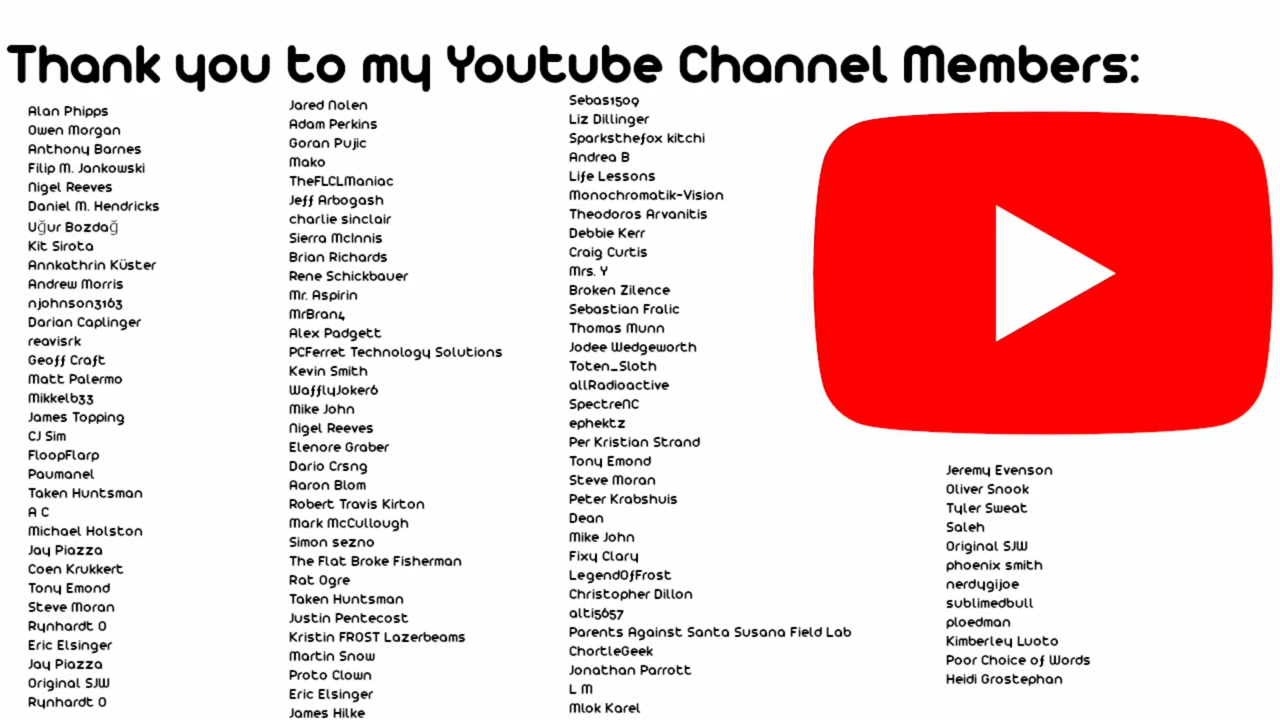 Thank you to my Youtube Channel Members:
Alan Phipps
Owen Morgan
Anthony Barnes
Filip M. Jankowski
Nigel Reeves
Daniel M. Hendricks
Uğur Bozdağ
Kit Sirota
Annkathrin Küster
Andrew Morris
njohnson3163
Darian Caplinger
reavisrk
Geoff Craft
Matt Palermo
Mikkelb33
James Topping
CJ Sim
FloopFlarp
Paumanel
Taken Huntsman
A C
Michael Holston
Jay Piazza
Coen Krukkert
Tony Emond
Steve Moran
Rynhardt O
Eric Elsinger
Jay Piazza
Original SJW
Rynhardt O
Jared Nolen
Adam Perkins
Goran Pujic
Mako
TheFLCLManiac
Jeff Arbogash
charlie sinclair
Sierra McInnis
Brian Richards
Rene Schickbauer
Mr. Aspirin
MrBran4
Alex Padgett
PCFerret Technology Solutions
Kevin Smith
WafflyJoker6
Mike John
Nigel Reeves
Elenore Graber
Dario Crsng
Aaron Blom
Robert Travis Kirton
Mark McCullough
Simon sezno
The Flat Broke Fisherman
Rat Ogre
Taken Huntsman
Justin Pentecost
Kristin FROST Lazerbeams
Martin Snow
Proto Clown
Eric Elsinger
James Hilke
Sebas1509
Liz Dillinger
Sparksthefox kitchi
Andrea B
Life Lessons
Monochromatik-Vision
Theodoros Arvanitis
Debbie Kerr
Craig Curtis
Mrs. Y
Broken Zilence
Sebastian Fralic
Thomas Munn
Jodee Wedgeworth
Toten_Sloth
allRadioactive
SpectreNC
ephektz
Per Kristian Strand
Tony Emond
Steve Moran
Peter Krabshuis
Dean
Mike John
Fixy Clary
LegendOfFrost
Christopher Dillon
alti5657
Parents Against Santa Susana Field Lab
ChortleGeek
Jonathan Parrott
L M
Mlok Karel
Jeremy Evenson
Oliver Snook
Tyler Sweat
Saleh
Original SJW
phoenix smith
nerdygijoe
sublimedbull
ploedman
Kimberley Luoto
Poor Choice of Words
Heidi Grostephan